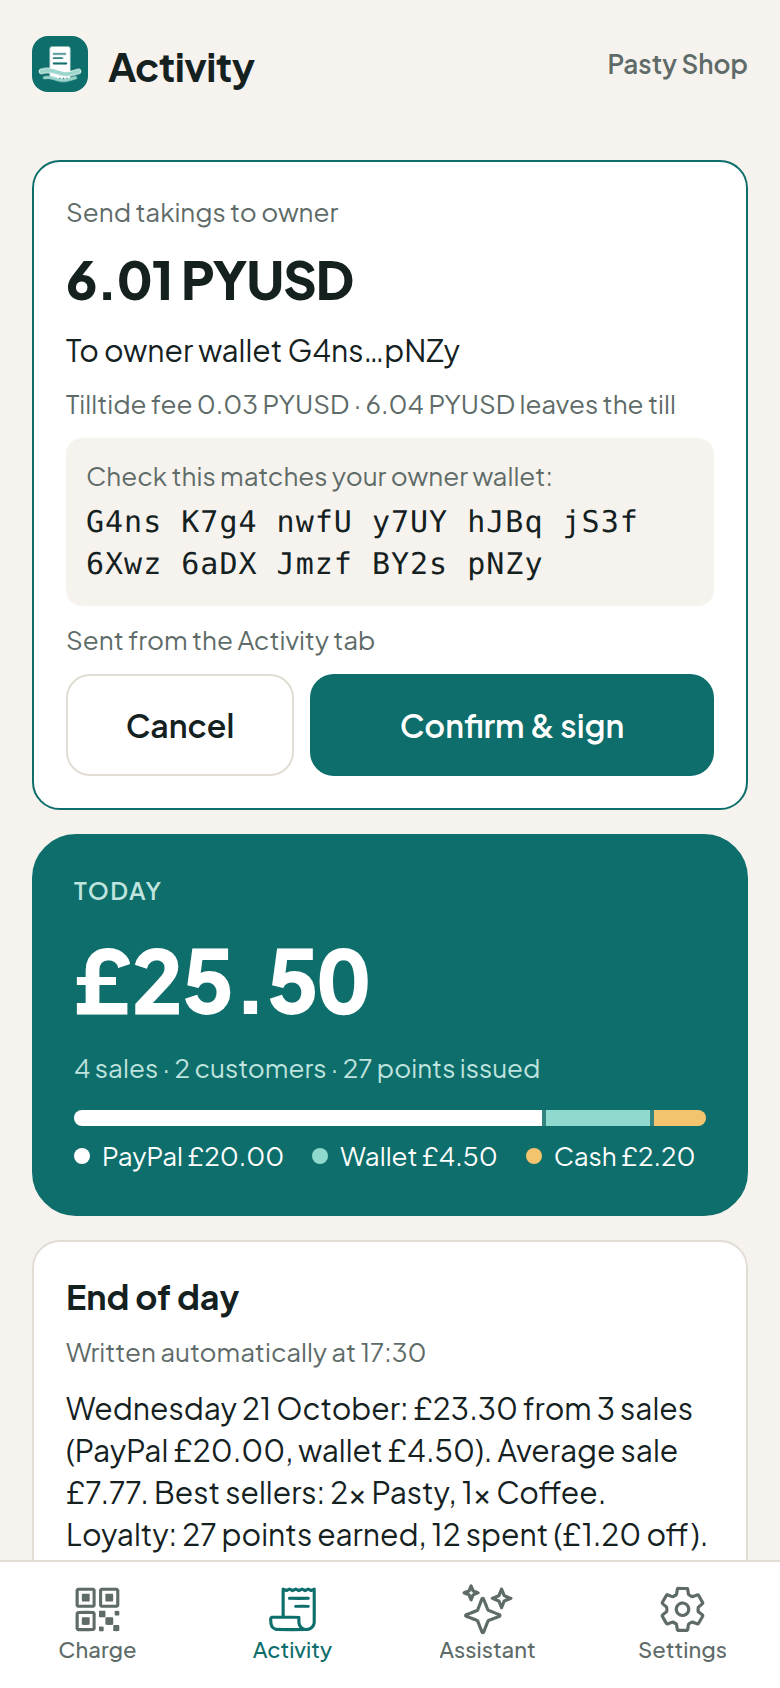 Activity
Pasty Shop
Send takings to owner
6.01 PYUSD
To owner wallet G4ns…pNZy
Tilltide fee 0.03 PYUSD · 6.04 PYUSD leaves the till
Check this matches your owner wallet:
G4ns K7g4 nwfU y7UY hJBq jS3f
6Xwz 6aDX Jmzf BY2s pNZy
Sent from the Activity tab
Cancel
Confirm & sign
TODAY
£25.50
4 sales · 2 customers · 27 points issued
PayPal £20.00 Wallet £4.50 Cash £2.20
End of day
Written automatically at 17:30
Wednesday 21 October: £23.30 from 3 sales
(PayPal £20.00, wallet £4.50). Average sale
£7.77. Best sellers: 2× Pasty, 1× Coffee.
Loyalty: 27 points earned, 12 spent (£1.20 off).
Charge
Activity
Assistant
Settings